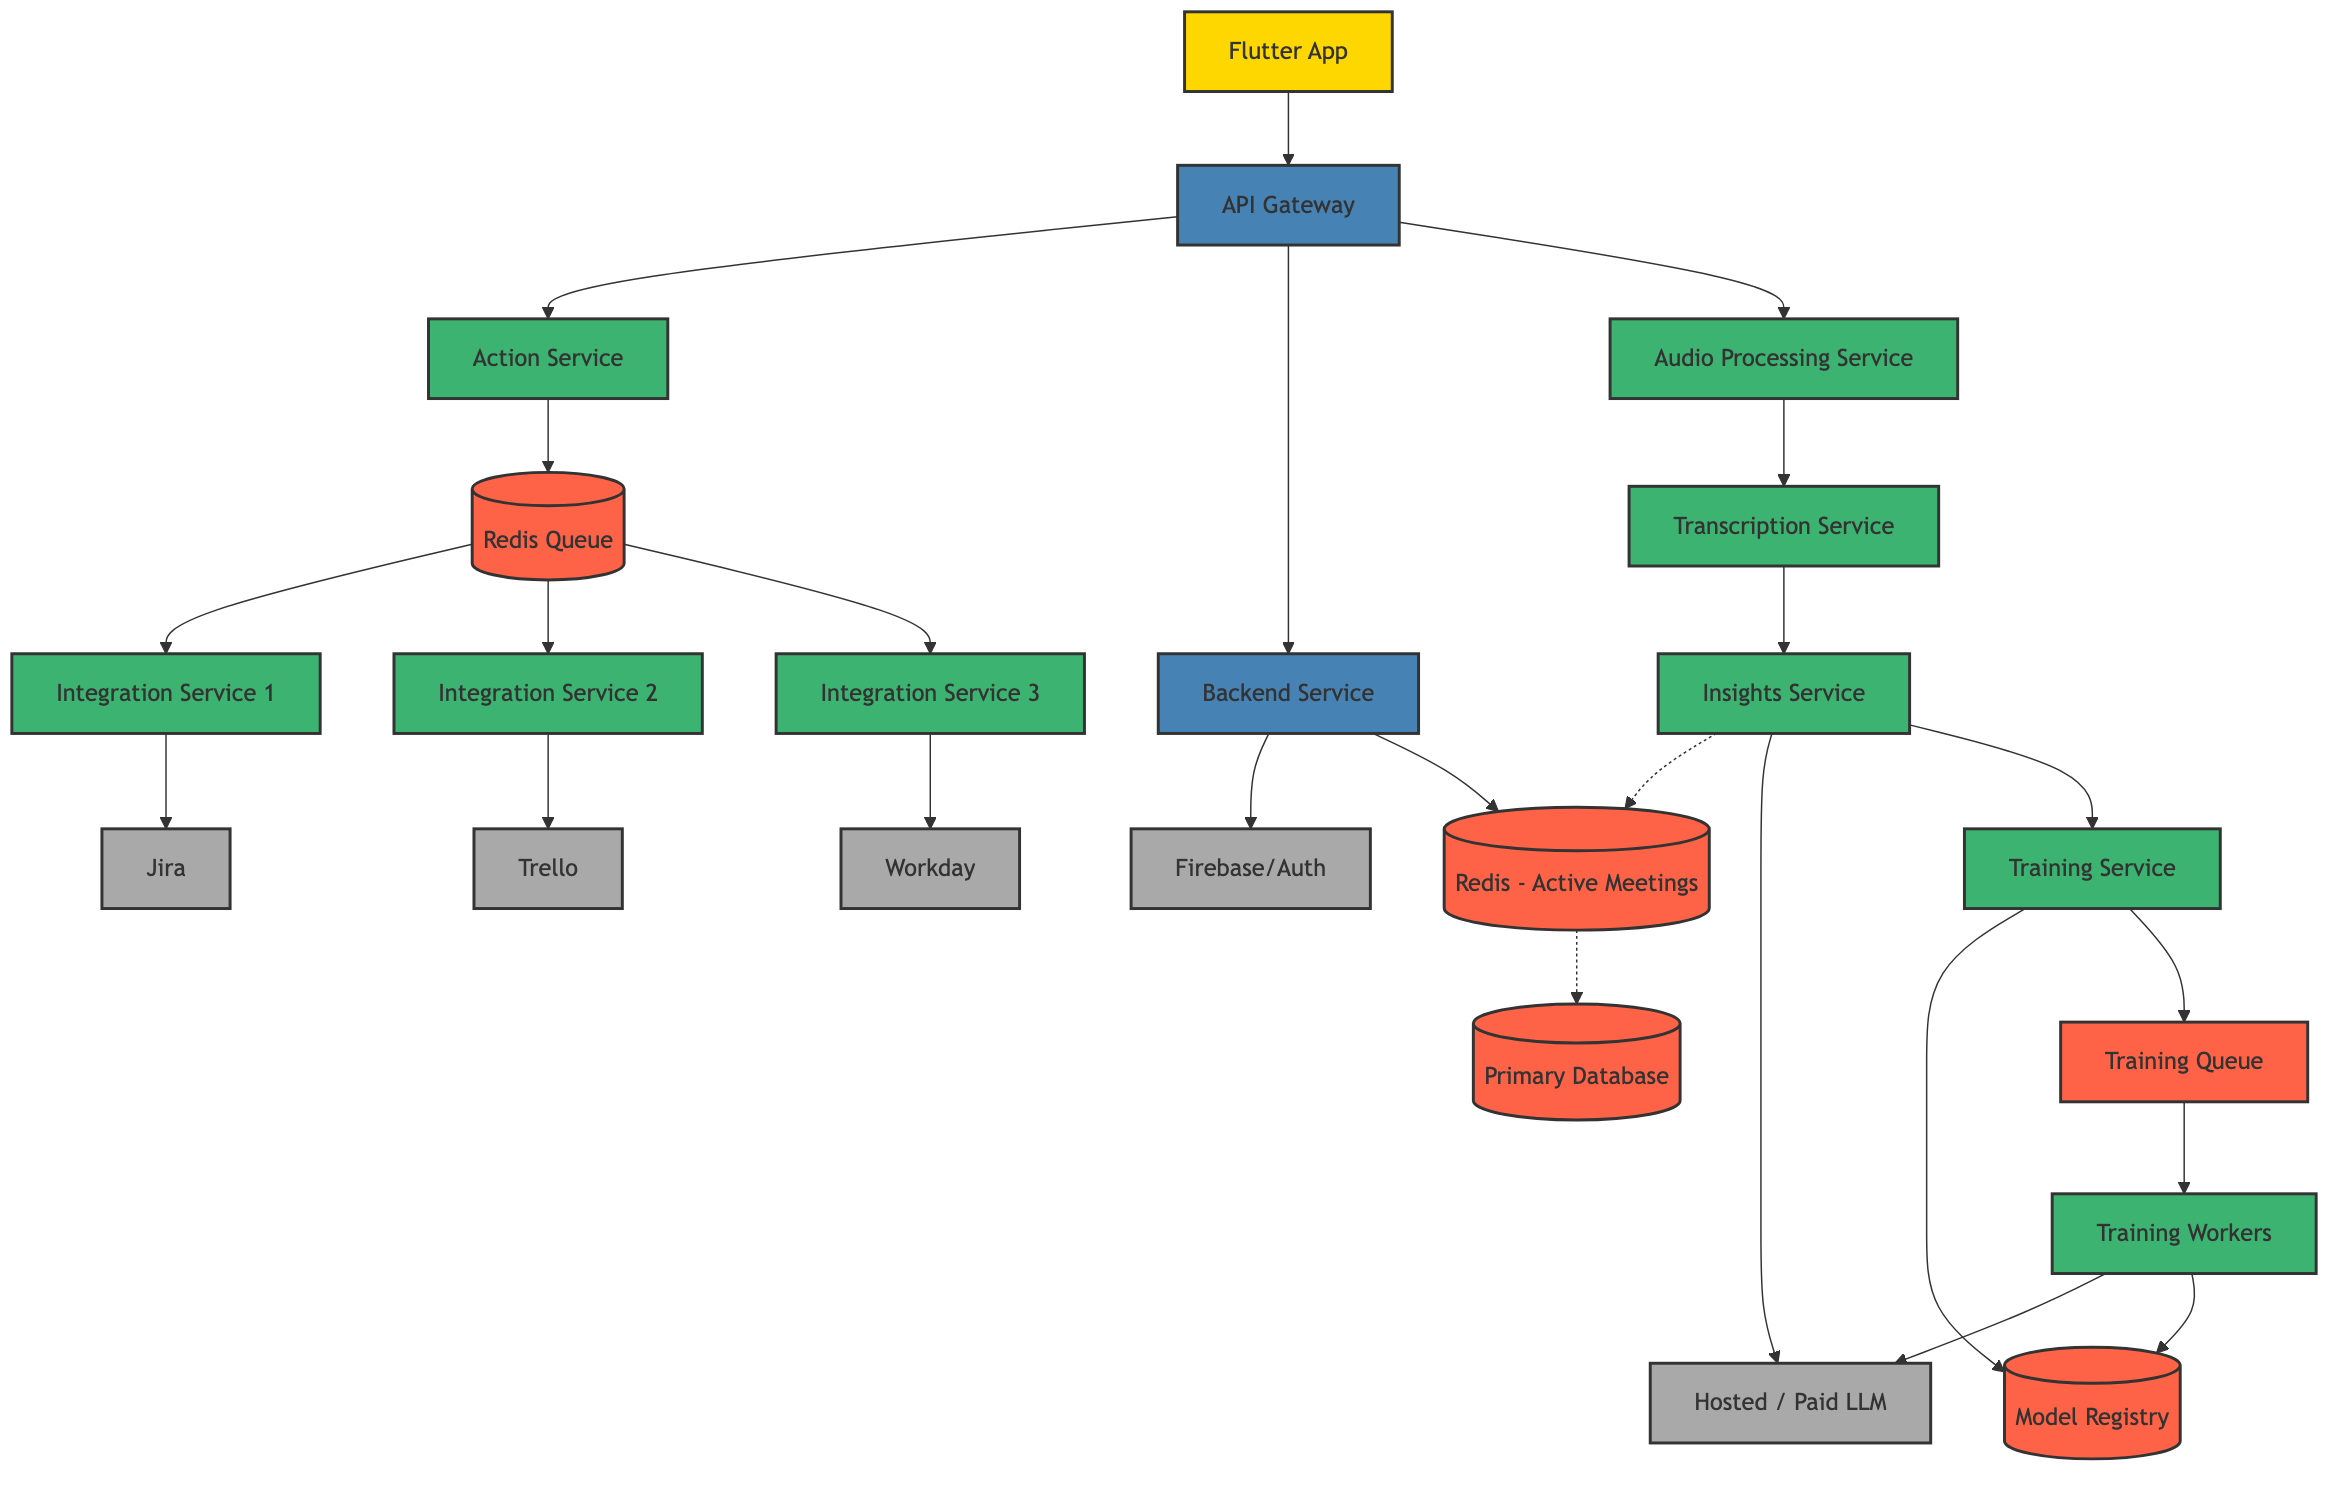 Flutter App
API Gateway
Action Service
Audio Processing Service
Redis Queue
Transcription Service
Integration Service 1
Integration Service 2
Integration Service 3
Backend Service
Insights Service
Jira
Trello
Workday
Firebase/Auth
Redis - Active Meetings
Training Service
Primary Database
Training Queue
Training Workers
Hosted / Paid LLM
Model Registry